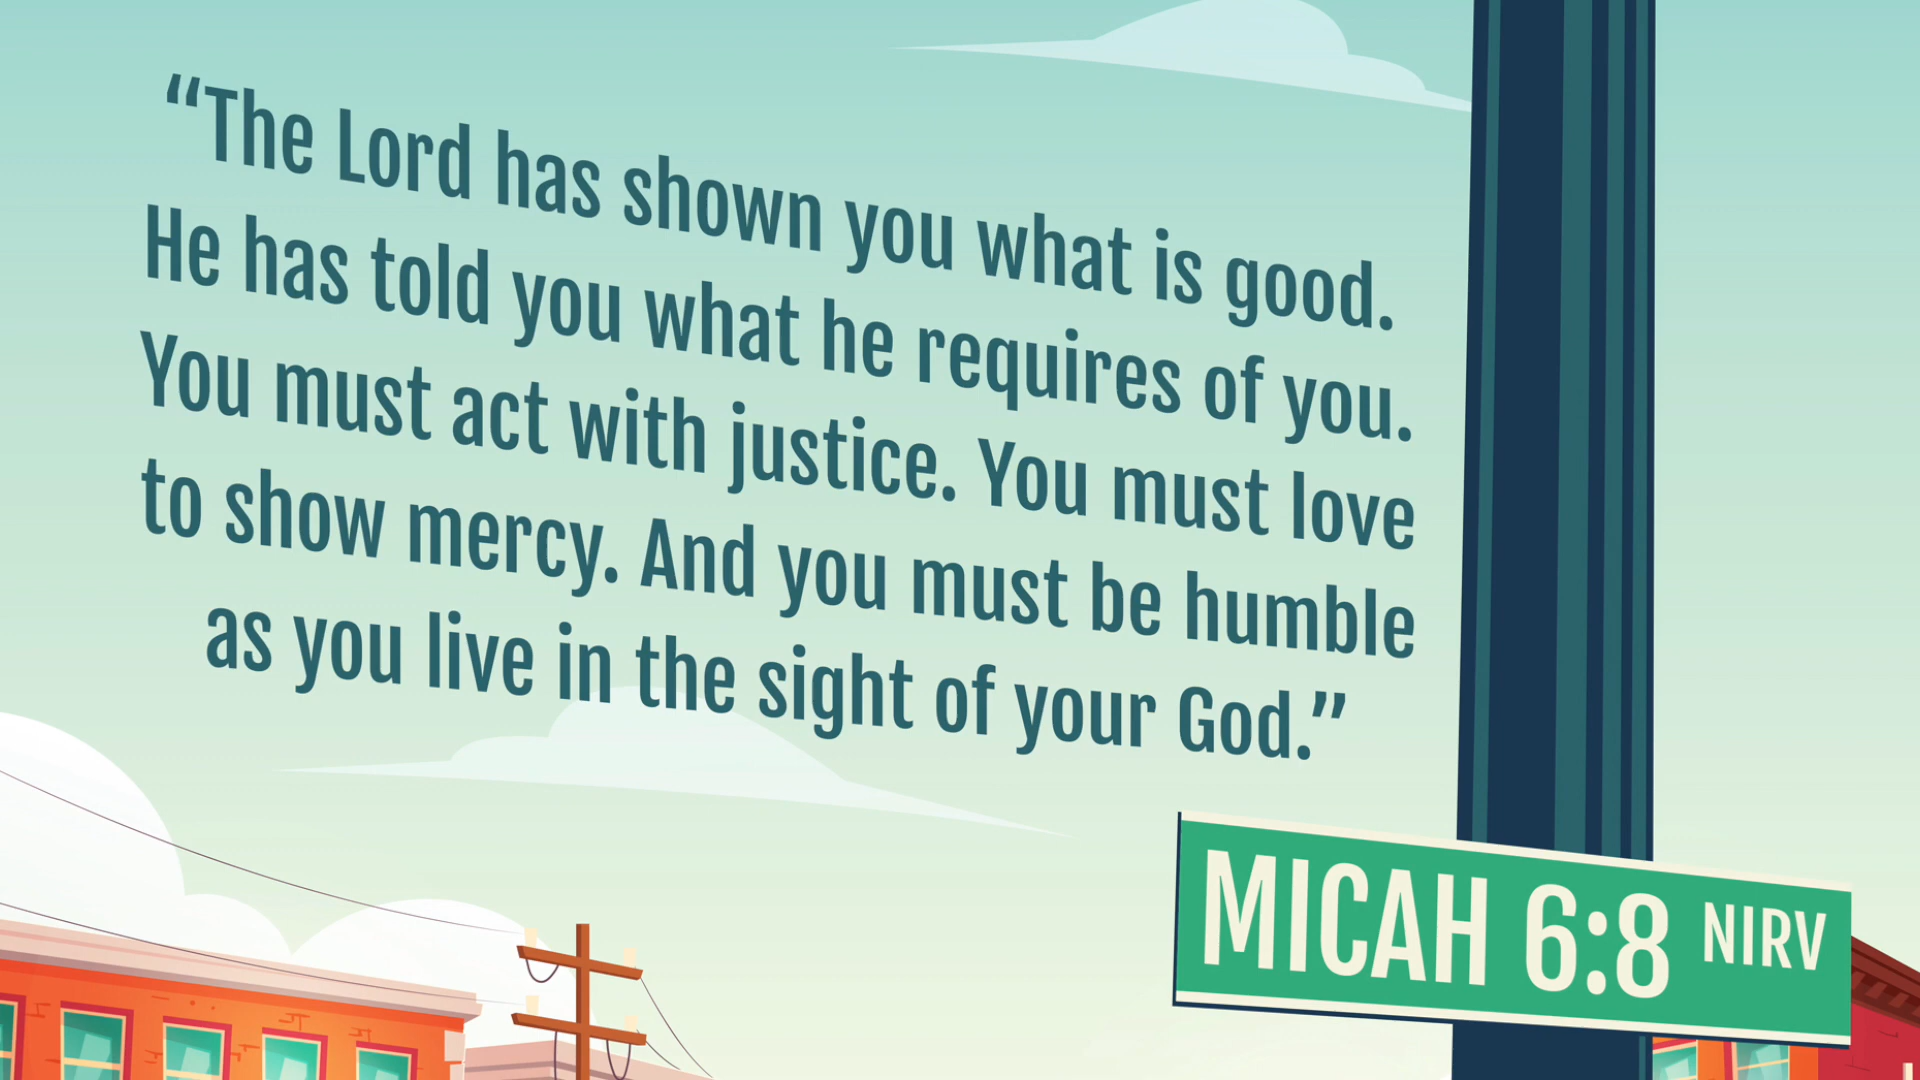 “The Lord has shown you what is good.
He has told you what he requires of you.
You must act with justice. You must love
to show mercy. And you must be humble
as you live in the sight of your God.”
MICAH 6:8 NIRV